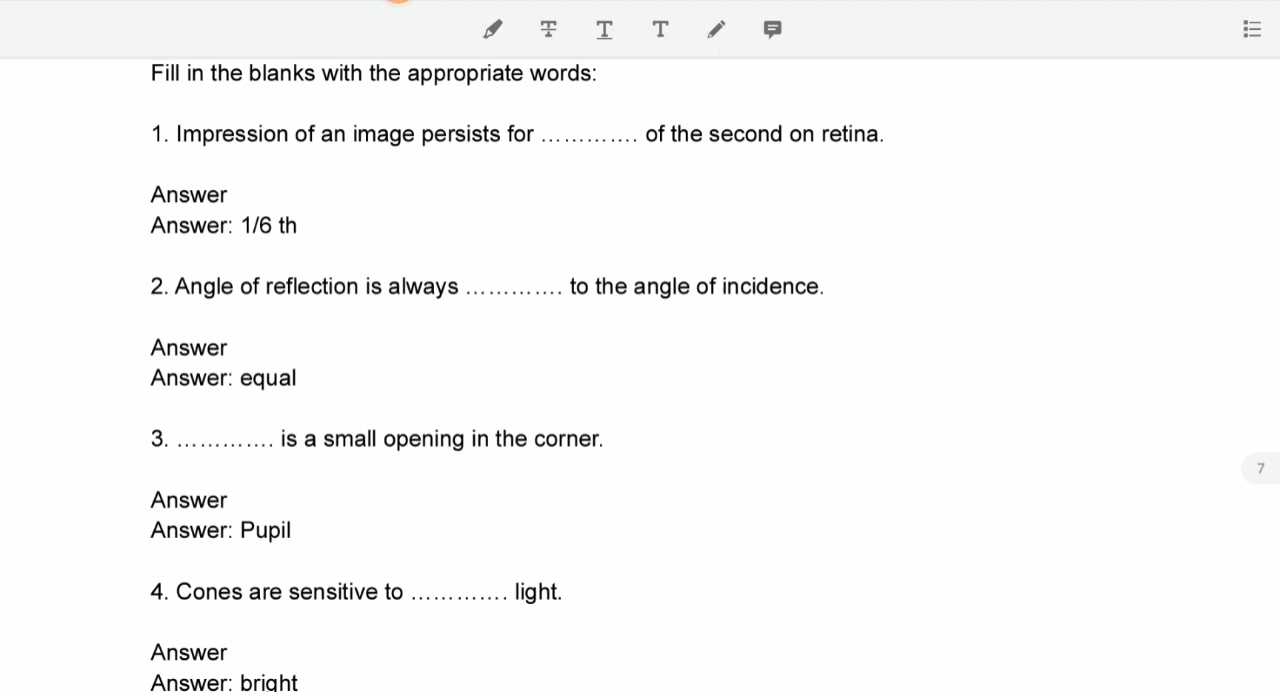 Fill in the blanks with the appropriate words:
1. Impression of an image persists for …………. of the second on retina.
Answer
Answer: 1/6 th
2. Angle of reflection is always …………. to the angle of incidence.
Answer
Answer: equal
3. …………. is a small opening in the corner.
Answer
Answer: Pupil
7
4. Cones are sensitive to …………. light.
Answer
Answer: bright